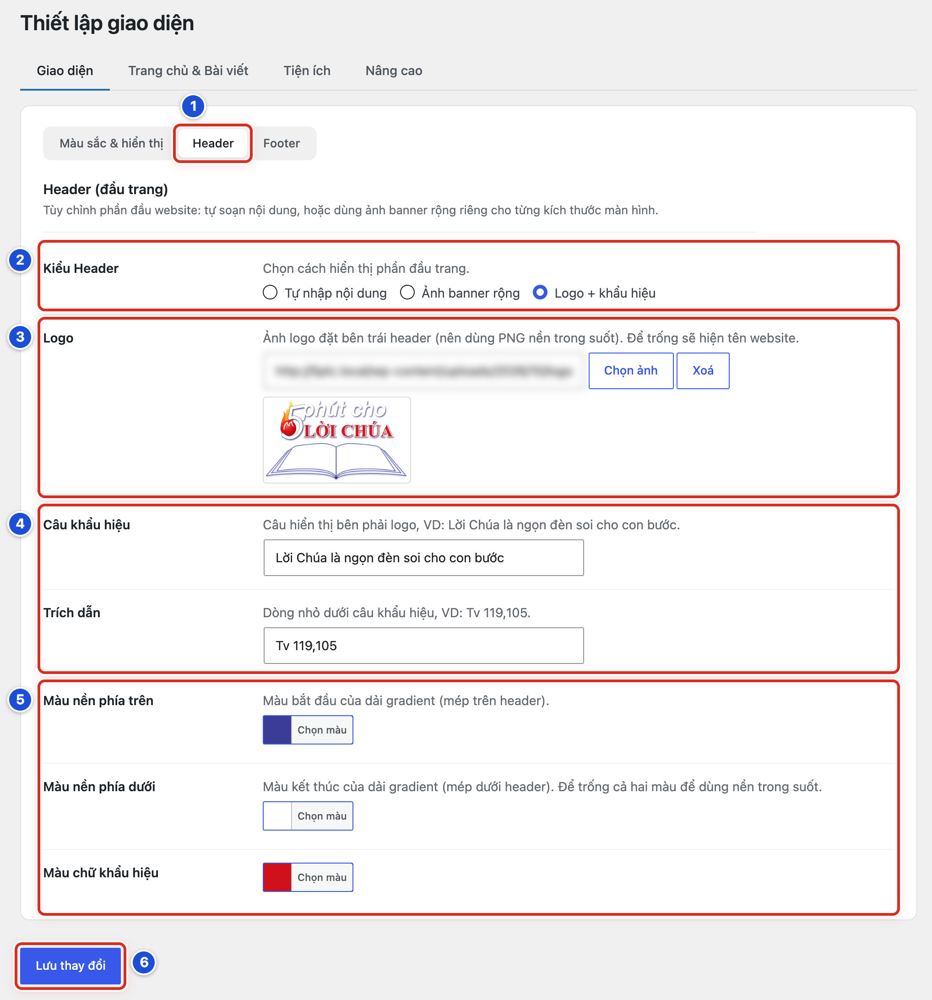 Thiết lập giao diện
Giao diện Trang chủ & Bài viết Tiện ích Nâng cao
1
Màu sắc & hiển thị Header Footer
Header (đầu trang)
Tùy chỉnh phần đầu website: tự soạn nội dung, hoặc dùng ảnh banner rộng riêng cho từng kích thước màn hình.
2
Kiểu Header
Chọn cách hiển thị phần đầu trang.
Tự nhập nội dung Ảnh banner rộng Logo + khẩu hiệu
3
Logo
Ảnh logo đặt bên trái header (nên dùng PNG nền trong suốt). Để trống sẽ hiện tên website.
Chọn ảnh Xoá
5 phút cho
LỜI CHÚA
4
Câu khẩu hiệu
Câu hiển thị bên phải logo, VD: Lời Chúa là ngọn đèn soi cho con bước.
Lời Chúa là ngọn đèn soi cho con bước
Trích dẫn
Dòng nhỏ dưới câu khẩu hiệu, VD: Tv 119,105.
Tv 119,105
5
Màu nền phía trên
Màu bắt đầu của dải gradient (mép trên header).
Chọn màu
Màu nền phía dưới
Màu kết thúc của dải gradient (mép dưới header). Để trống cả hai màu để dùng nền trong suốt.
Chọn màu
Màu chữ khẩu hiệu
Chọn màu
Lưu thay đổi
6